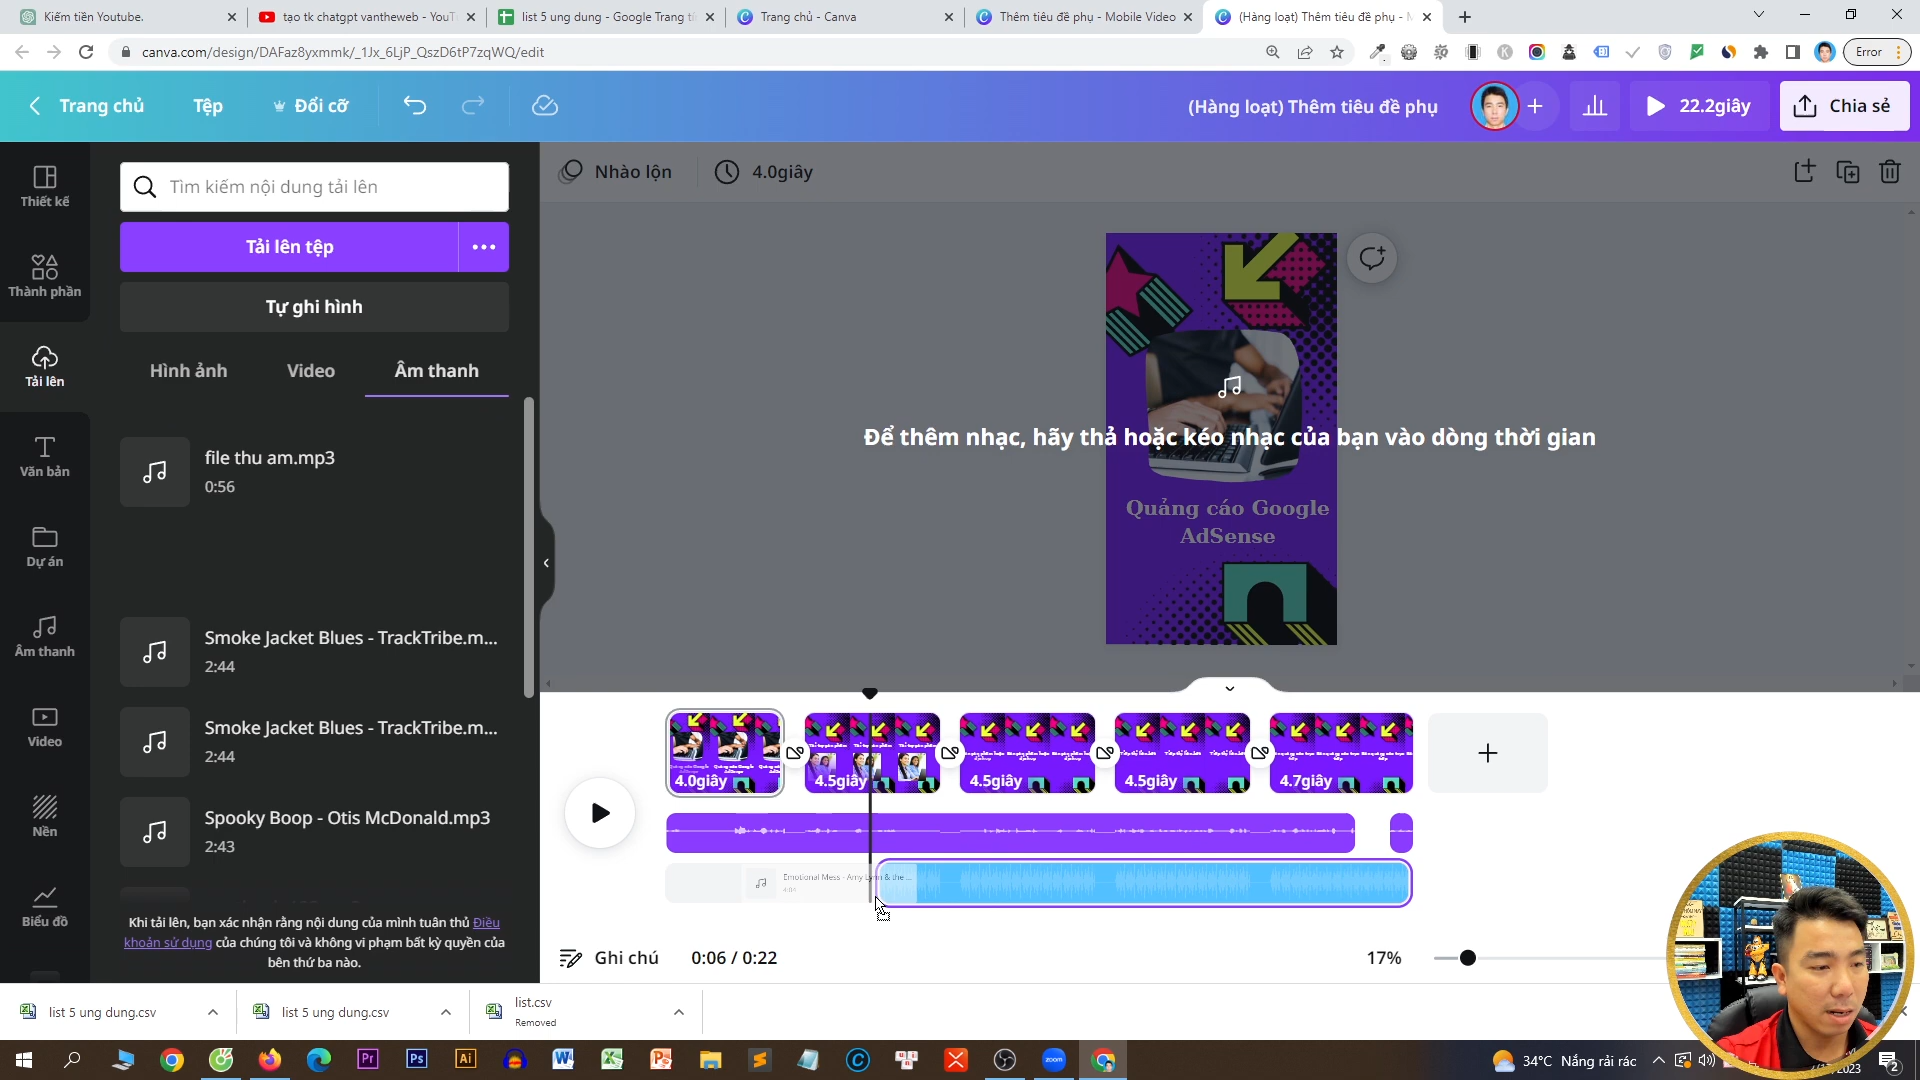 Kiếm tiền Youtube.
tạo tk chatgpt vantheweb - YouT
list 5 ung dung - Google Trang tí
Trang chủ - Canva
Thêm tiêu đề phụ - Mobile Video
(Hàng loạt) Thêm tiêu đề phụ - M
canva.com/design/DAFaz8yxmmk/_1Jx_6LjP_QszD6tP7zqWQ/edit
Error
Trang chủ
Tệp
Đổi cỡ
(Hàng loạt) Thêm tiêu đề phụ
22.2giây
Chia sẻ
Thiết kế
Thành phần
Tải lên
Văn bản
Dự án
Âm thanh
Video
Nền
Biểu đồ
Tìm kiếm nội dung tải lên
Tải lên tệp
Tự ghi hình
Hình ảnh
Video
Âm thanh
file thu am.mp3
0:56
Smoke Jacket Blues - TrackTribe.m...
2:44
Smoke Jacket Blues - TrackTribe.m...
2:44
Spooky Boop - Otis McDonald.mp3
2:43
Khi tải lên, bạn xác nhận rằng nội dung của mình tuân thủ Điều
khoản sử dụng của chúng tôi và không vi phạm bất kỳ quyền của
bên thứ ba nào.
Nhào lộn
4.0giây
Để thêm nhạc, hãy thả hoặc kéo nhạc của bạn vào dòng thời gian
Quảng cáo Google
AdSense
4.0giây
4.5giây
4.5giây
4.5giây
4.7giây
Emotional Mess - Amy Lynn & the ...
4:04
Ghi chú
0:06 / 0:22
17%
list 5 ung dung.csv
list 5 ung dung.csv
list.csv
Removed
34°C Nắng rải rác